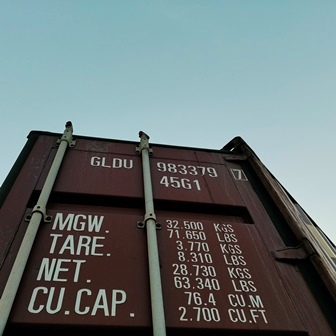 GLDU 983379 7
45G1
MGW. 32.500 KGS
71.650 LBS
TARE. 3.770 KGS
8.310 LBS
NET. 28.730 KGS
63.340 LBS
CU.CAP. 76.4 CU.M
2.700 CU.FT